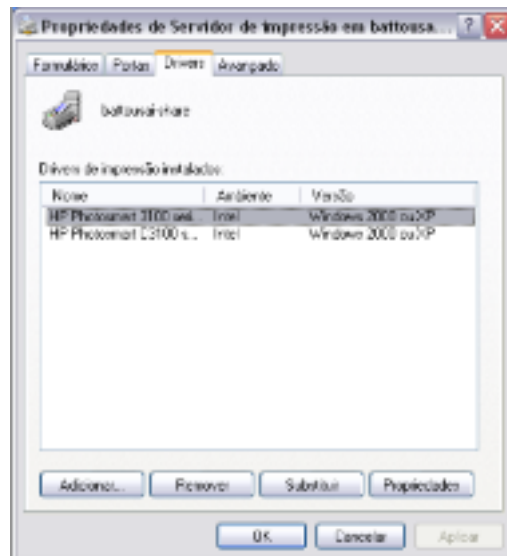 Propriedades de Servidor de impressão em battousa...
Formulários Portas Drivers Avançado
battousai-share
Drivers de impressão instalados:
Nome Ambiente Versão
HP Photosmart 3100 seri... Intel Windows 2000 ou XP
HP Photosmart C3100 s... Intel Windows 2000 ou XP
Adicionar... Remover Substituir Propriedades
OK Cancelar Aplicar